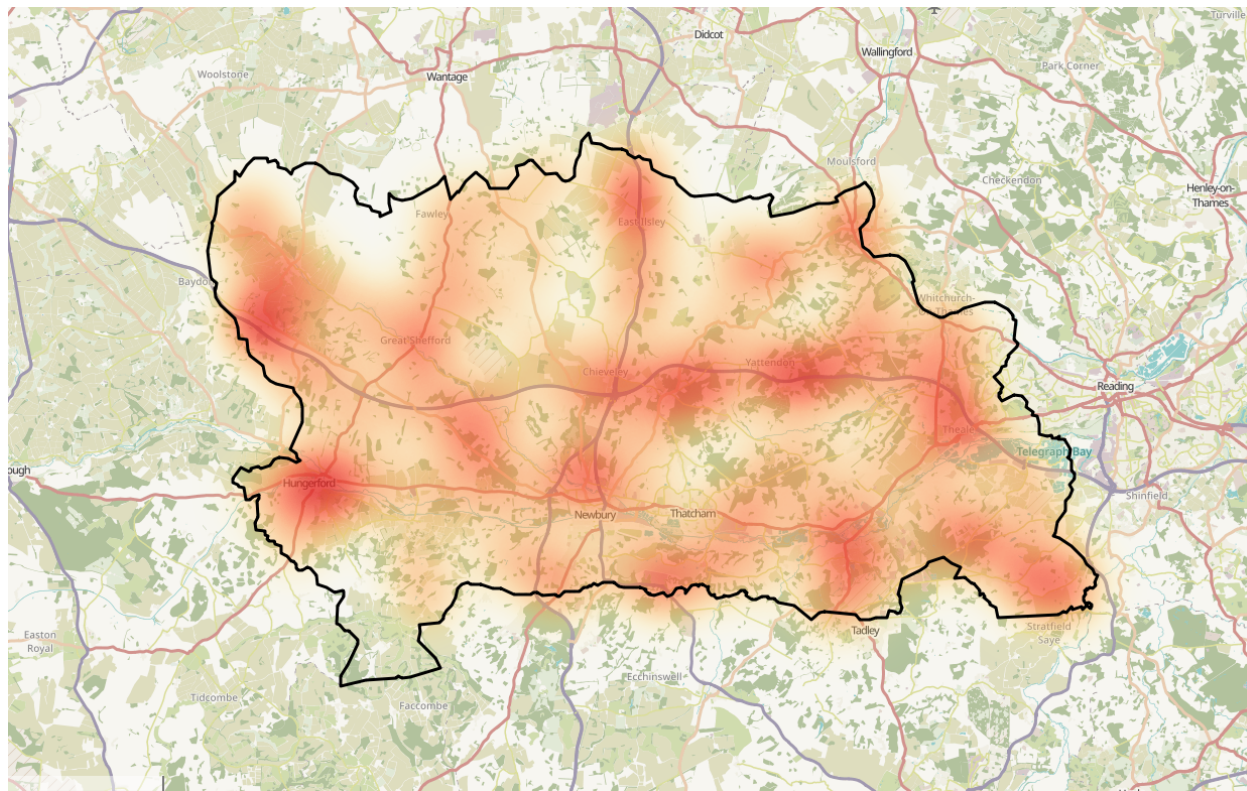 Turville
Didcot
Wallingford
Park Corner
Woolstone
Wantage
Moulsford
Checkendon
Henley-on-
Thames
Fawley
East Ilsley
Whitchurch-
Great Shefford
Chieveley
Yattendon
Reading
Theale
Telegraph Bay
ough
Hungerford
Shinfield
Newbury
Thatcham
Easton
Royal
Tadley
Stratfield
Saye
Ecchinswell
Tidcombe
Faccombe